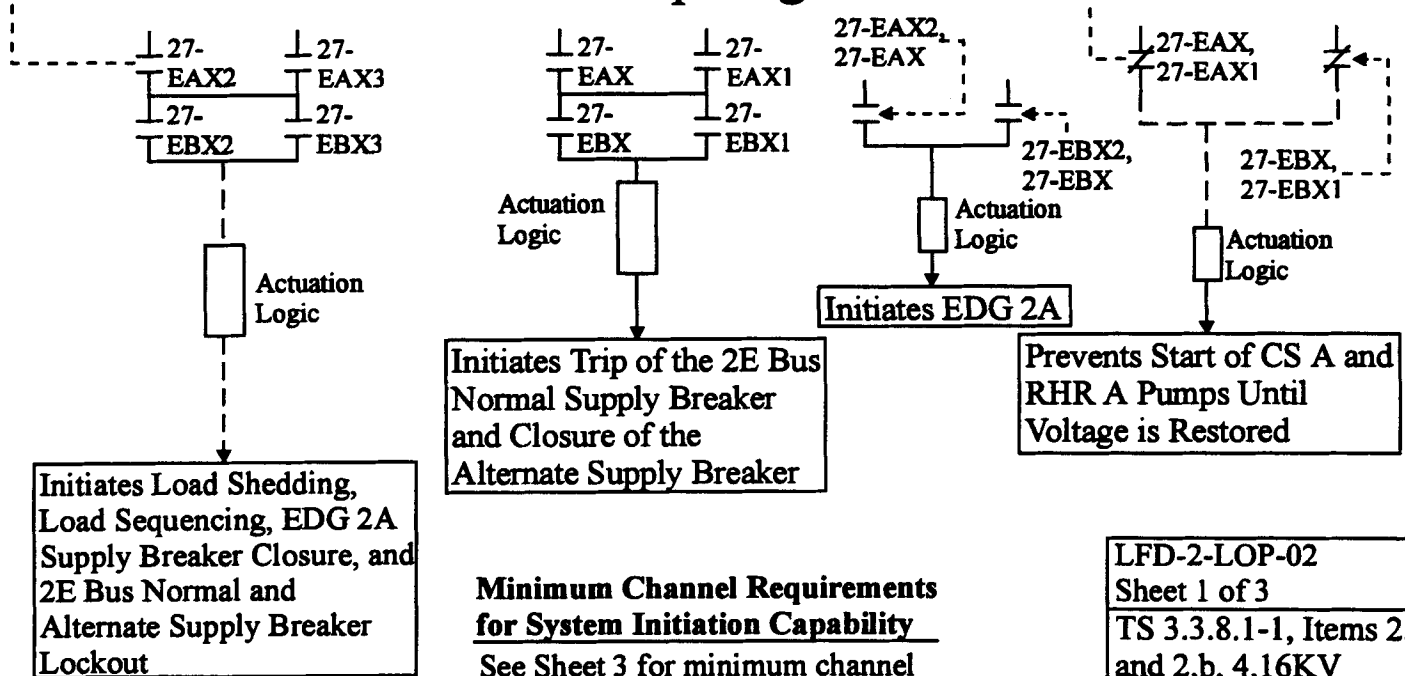 27-
EAX2
27-
EAX3
27-
EBX2
27-
EBX3
Actuation
Logic
Initiates Load Shedding,
Load Sequencing, EDG 2A
Supply Breaker Closure, and
2E Bus Normal and
Alternate Supply Breaker
Lockout
27-
EAX
27-
EAX1
27-
EBX
27-
EBX1
Actuation
Logic
Initiates Trip of the 2E Bus
Normal Supply Breaker
and Closure of the
Alternate Supply Breaker
27-EAX2,
27-EAX
27-EBX2,
27-EBX
Actuation
Logic
Initiates EDG 2A
27-EAX,
27-EAX1
27-EBX,
27-EBX1
Actuation
Logic
Prevents Start of CS A and
RHR A Pumps Until
Voltage is Restored
Minimum Channel Requirements
for System Initiation Capability
See Sheet 3 for minimum channel
LFD-2-LOP-02
Sheet 1 of 3
TS 3.3.8.1-1, Items 2
and 2.b, 4.16KV